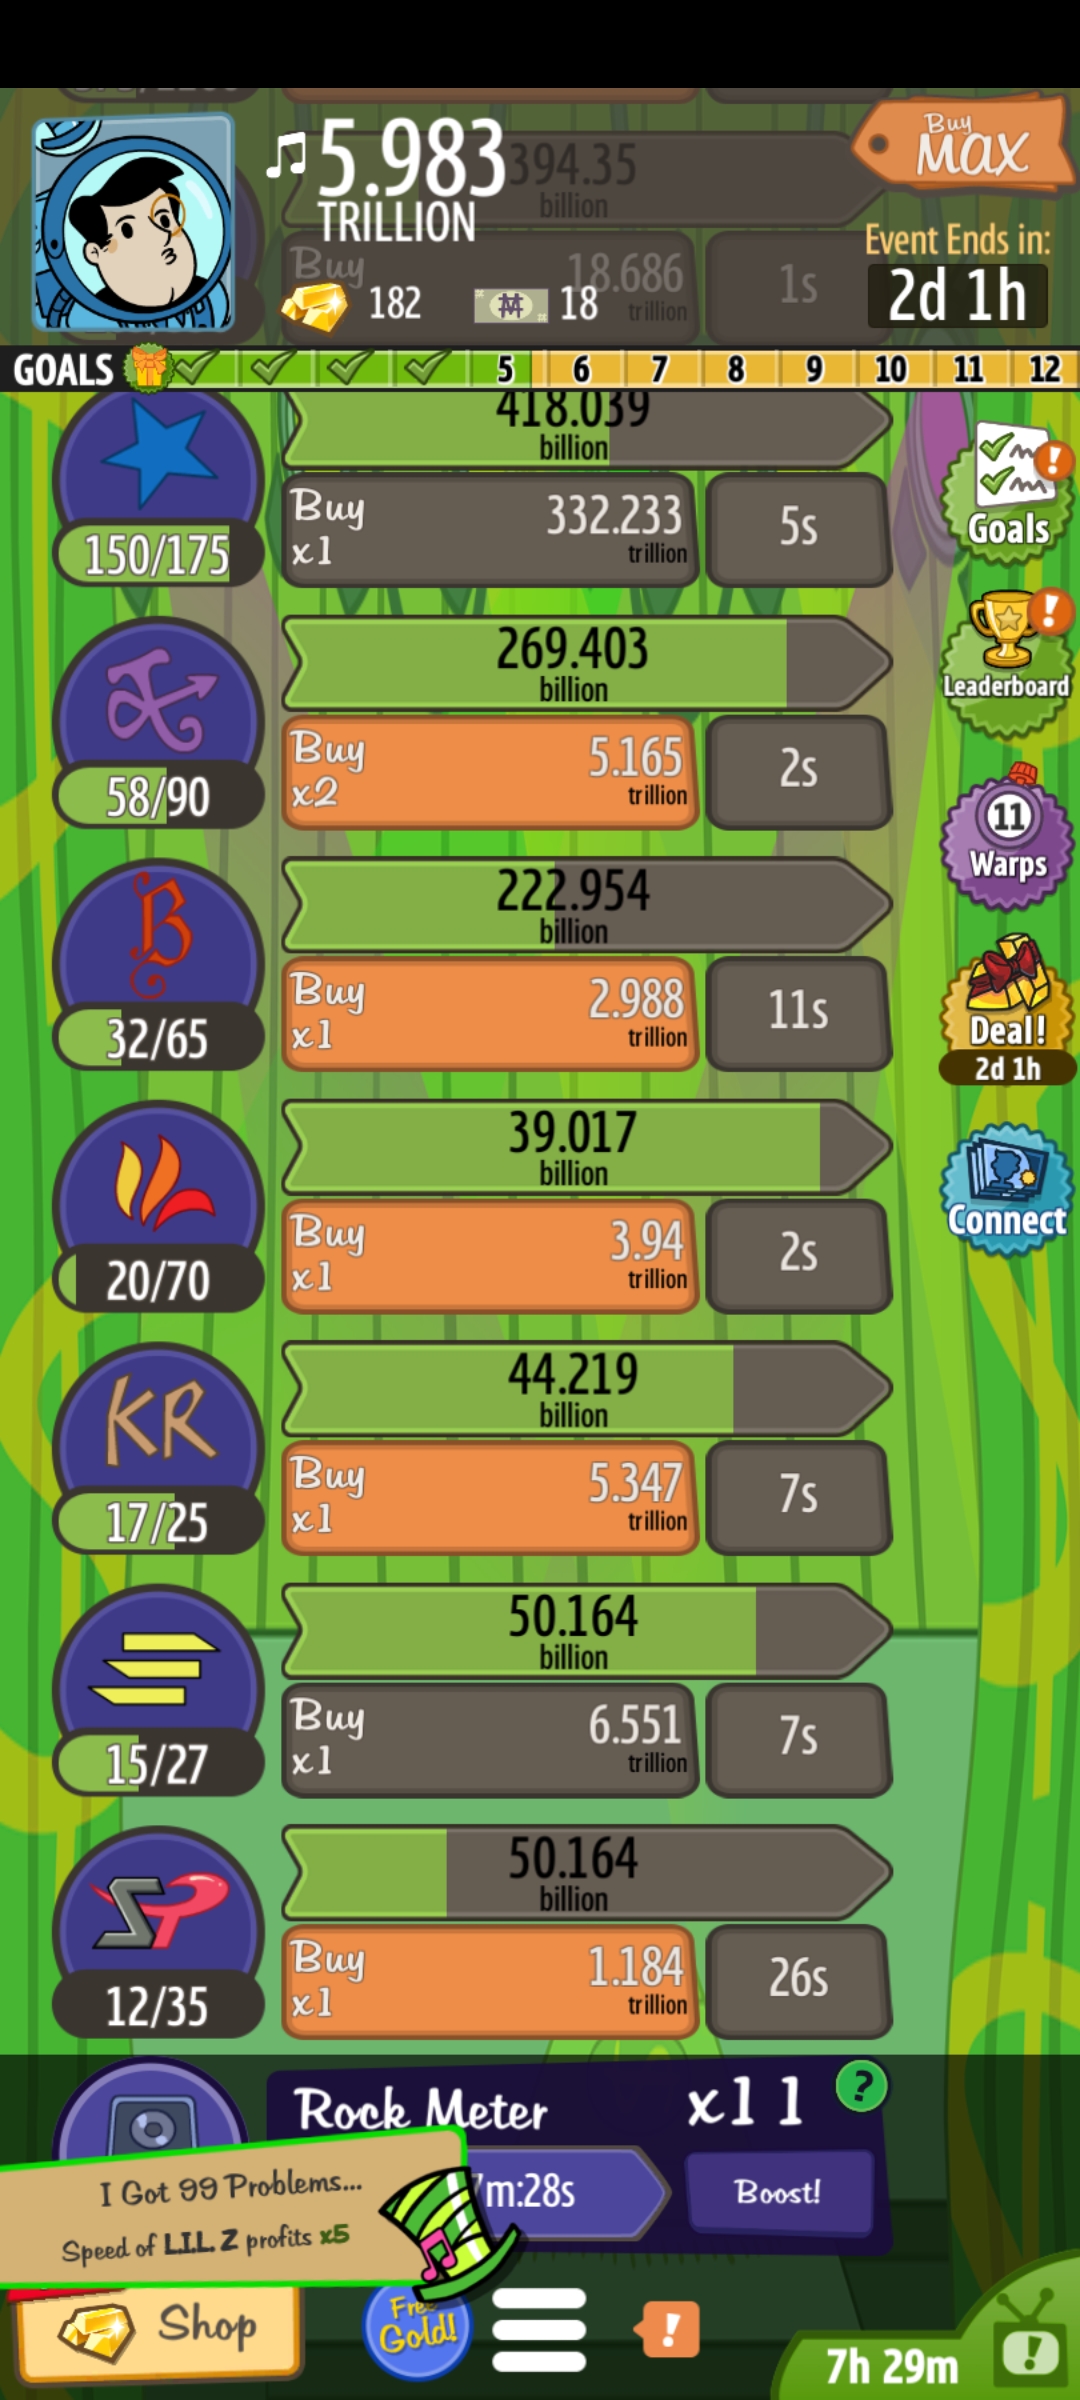 394.35
♫5.983
billion
TRILLION
Buy
MAX
Buy
18.686
trillion
1s
182
18
Event Ends in:
2d 1h
GOALS
5 6 7 8 9 10 11 12
418.039
billion
150/175
Buy
x1
332.233
trillion
5s
Goals
269.403
billion
58/90
Buy
x2
5.165
trillion
2s
Leaderboard
11
Warps
B
222.954
billion
32/65
Buy
x1
2.988
trillion
11s
Deal!
2d 1h
39.017
billion
20/70
Buy
x1
3.94
trillion
2s
Connect
KR
44.219
billion
17/25
Buy
x1
5.347
trillion
7s
50.164
billion
15/27
Buy
x1
6.551
trillion
7s
SP
50.164
billion
12/35
Buy
x1
1.184
trillion
26s
Rock Meter
x11
?
m:28s
Boost!
I Got 99 Problems...
Speed of L.I.L. Z profits x5
Shop
Free
Gold!
!
7h 29m
!